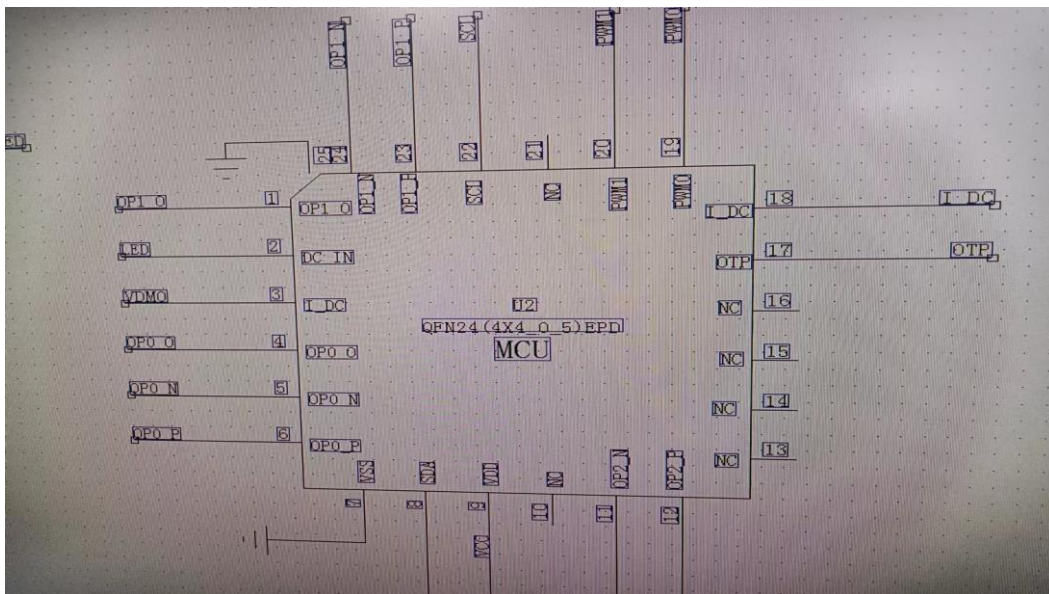 OP1_N
OP1_P
SCL
PWM1
PWM0
25
24
23
22
21
20
19
OP1_N
OP1_P
SCL
NC
PWM1
PWM0
OP1_O
1
OP1_O
LED
2
DC_IN
VDMO
3
I_DC
OP0_O
4
OP0_O
OP0_N
5
OP0_N
OP0_P
6
OP0_P
U2
QFN24(4X4_0_5)EPD
MCU
I_DC
18
I_DC
OTP
17
OTP
NC
16
NC
15
NC
14
NC
13
VSS
SDA
VDD
NC
OP2_N
OP2_P
7
8
9
10
11
12
VCC